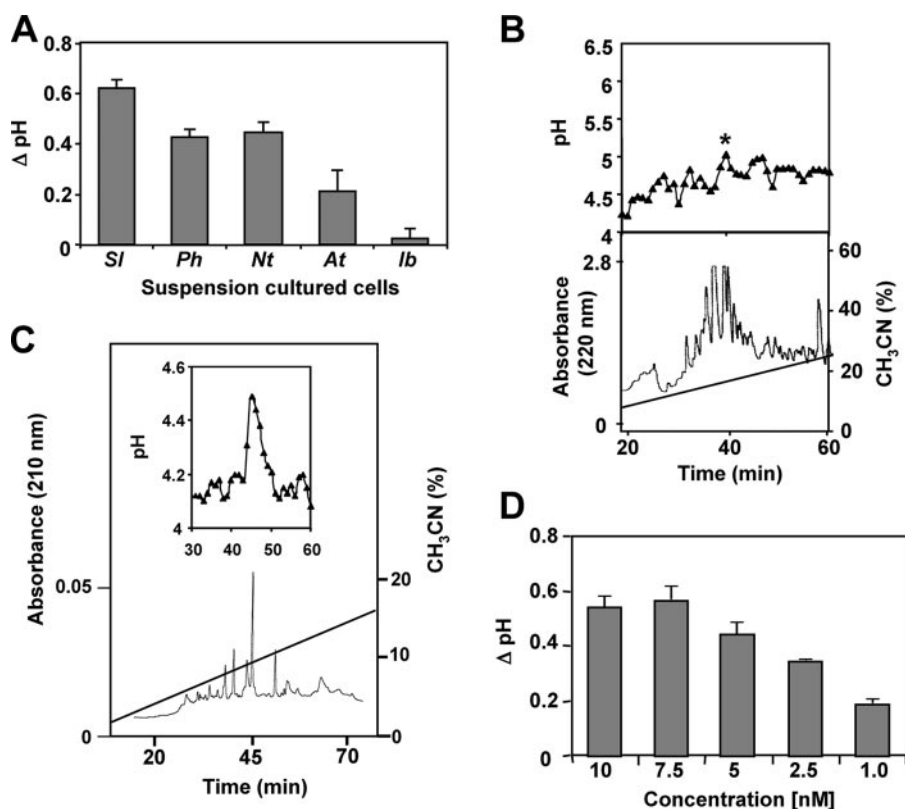 A
0.8
0.6
0.4
0.2
0
Δ pH
Sl Ph Nt At Ib
Suspension cultured cells
B
6.5
6
5.5
5
4.5
4
pH
*
2.8
0
Absorbance
(220 nm)
60
40
20
0
CH₃CN (%)
20 40 60
Time (min)
C
4.6
4.4
4.2
4
pH
30 40 50 60
Absorbance (210 nm)
0.05
0
CH₃CN (%)
20
10
0
20 45 70
Time (min)
D
0.8
0.6
0.4
0.2
0
Δ pH
10 7.5 5 2.5 1.0
Concentration [nM]